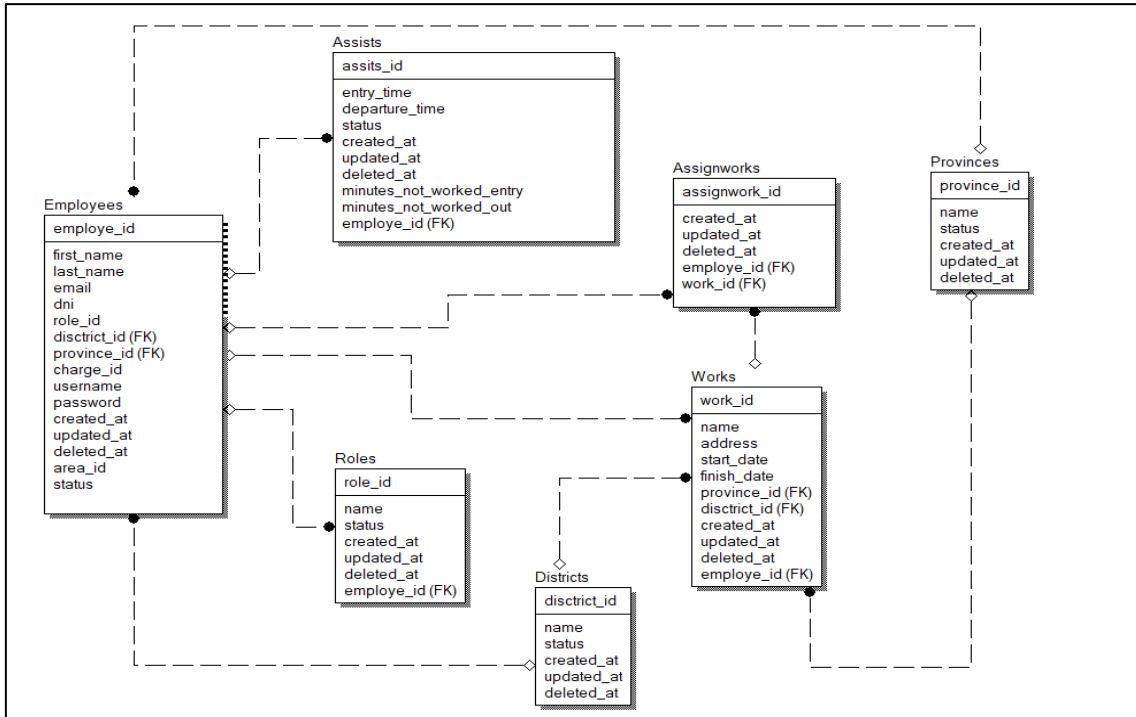 Assists
assits_id
entry_time
departure_time
status
created_at
updated_at
deleted_at
minutes_not_worked_entry
minutes_not_worked_out
employe_id (FK)
Employees
employe_id
first_name
last_name
email
dni
role_id
disctrict_id (FK)
province_id (FK)
charge_id
username
password
created_at
updated_at
deleted_at
area_id
status
Assignworks
assignwork_id
created_at
updated_at
deleted_at
employe_id (FK)
work_id (FK)
Provinces
province_id
name
status
created_at
updated_at
deleted_at
Works
work_id
name
address
start_date
finish_date
province_id (FK)
disctrict_id (FK)
created_at
updated_at
deleted_at
employe_id (FK)
Roles
role_id
name
status
created_at
updated_at
deleted_at
employe_id (FK)
Districts
disctrict_id
name
status
created_at
updated_at
deleted_at